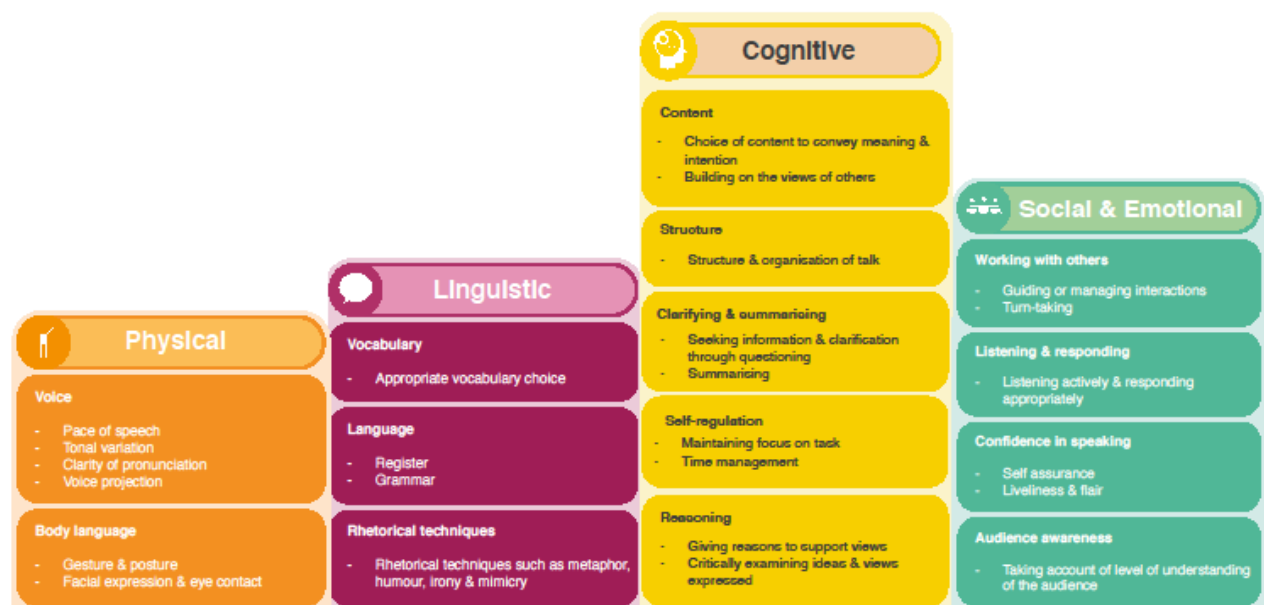 Physical
Voice
- Pace of speech
- Tonal variation
- Clarity of pronunciation
- Voice projection
Body language
- Gesture & posture
- Facial expression & eye contact
Linguistic
Vocabulary
- Appropriate vocabulary choice
Language
- Register
- Grammar
Rhetorical techniques
- Rhetorical techniques such as metaphor,
humour, irony & mimicry
Cognitive
Content
- Choice of content to convey meaning &
intention
- Building on the views of others
Structure
- Structure & organisation of talk
Clarifying & summarising
- Seeking information & clarification
through questioning
- Summarising
Self-regulation
- Maintaining focus on task
- Time management
Reasoning
- Giving reasons to support views
- Critically examining ideas & views
expressed
Social & Emotional
Working with others
- Guiding or managing interactions
- Turn-taking
Listening & responding
- Listening actively & responding
appropriately
Confidence in speaking
- Self assurance
- Liveliness & flair
Audience awareness
- Taking account of level of understanding
of the audience